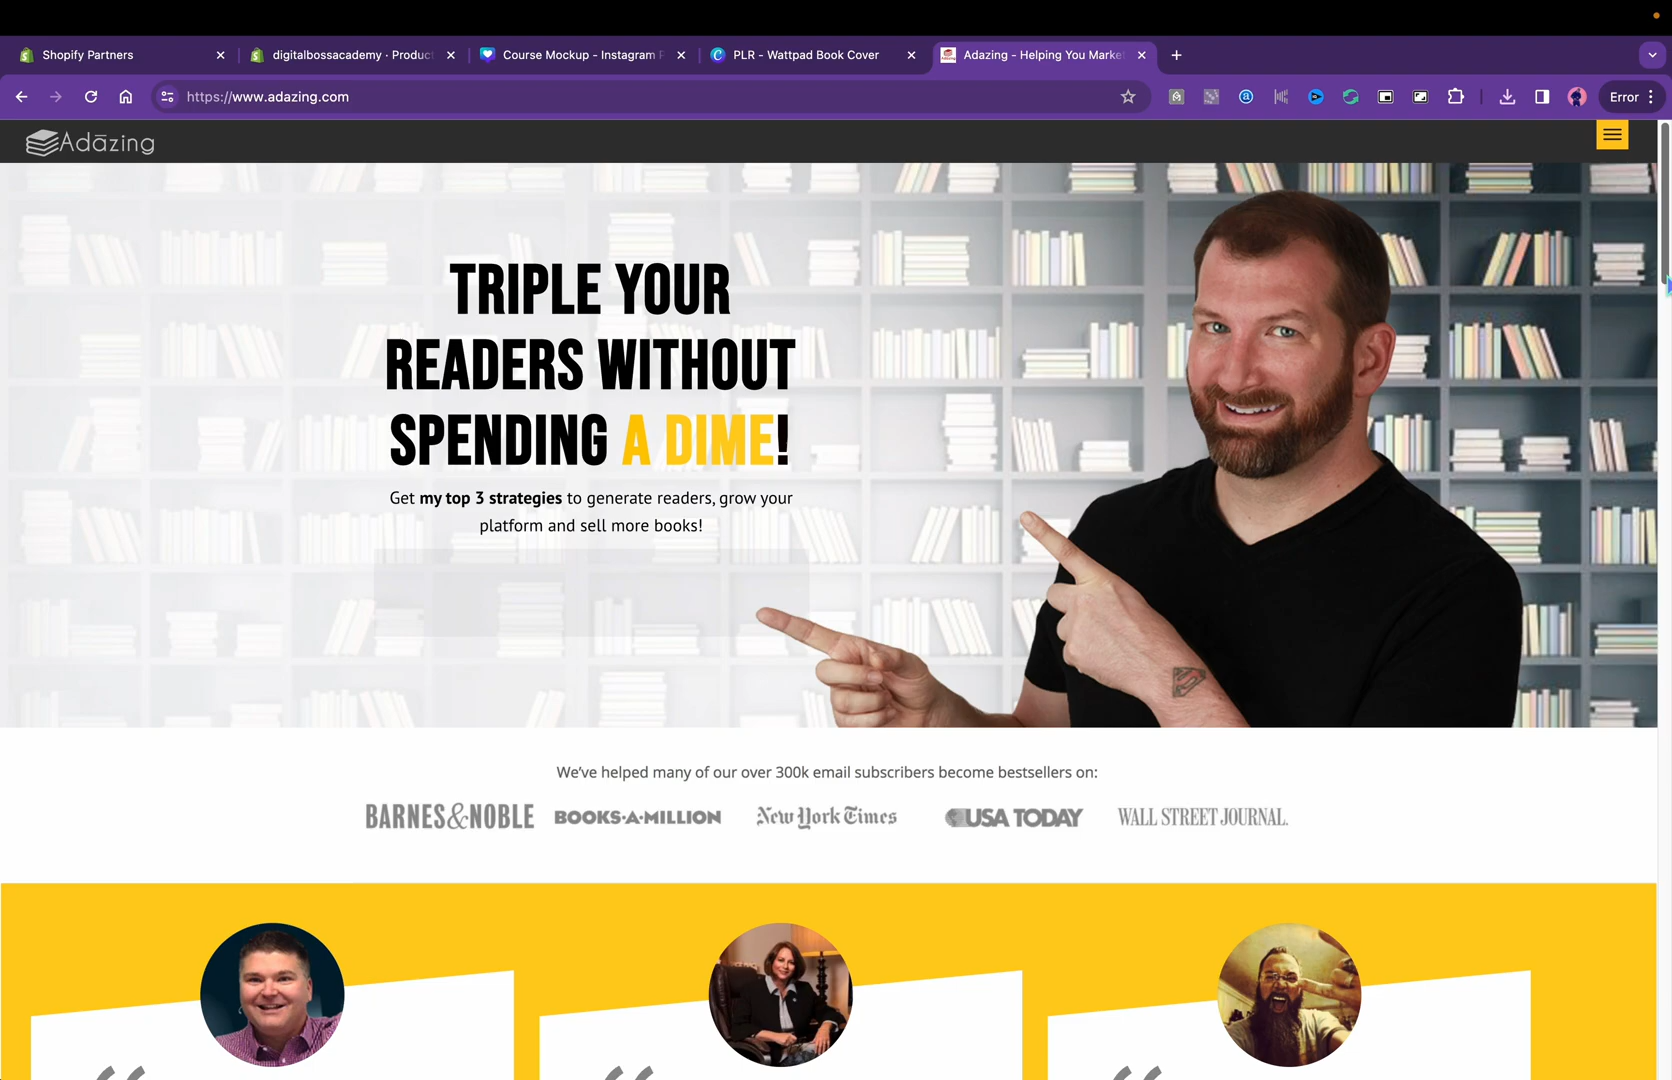 Shopify Partners
digitalbossacademy · Product
Course Mockup - Instagram P
PLR - Wattpad Book Cover
Adazing - Helping You Market
https://www.adazing.com
Error
Adāzing
TRIPLE YOUR
READERS WITHOUT
SPENDING A DIME!
Get my top 3 strategies to generate readers, grow your
platform and sell more books!
We've helped many of our over 300k email subscribers become bestsellers on:
BARNES&NOBLE
BOOKS·A·MILLION
New York Times
USA TODAY
WALL STREET JOURNAL.